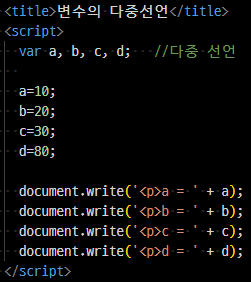 <title>변수의 다중선언</title>
<script>
var a, b, c, d;   //다중 선언
a=10;
b=20;
c=30;
d=80;
document.write('<p>a = ' + a);
document.write('<p>b = ' + b);
document.write('<p>c = ' + c);
document.write('<p>d = ' + d);
</script>